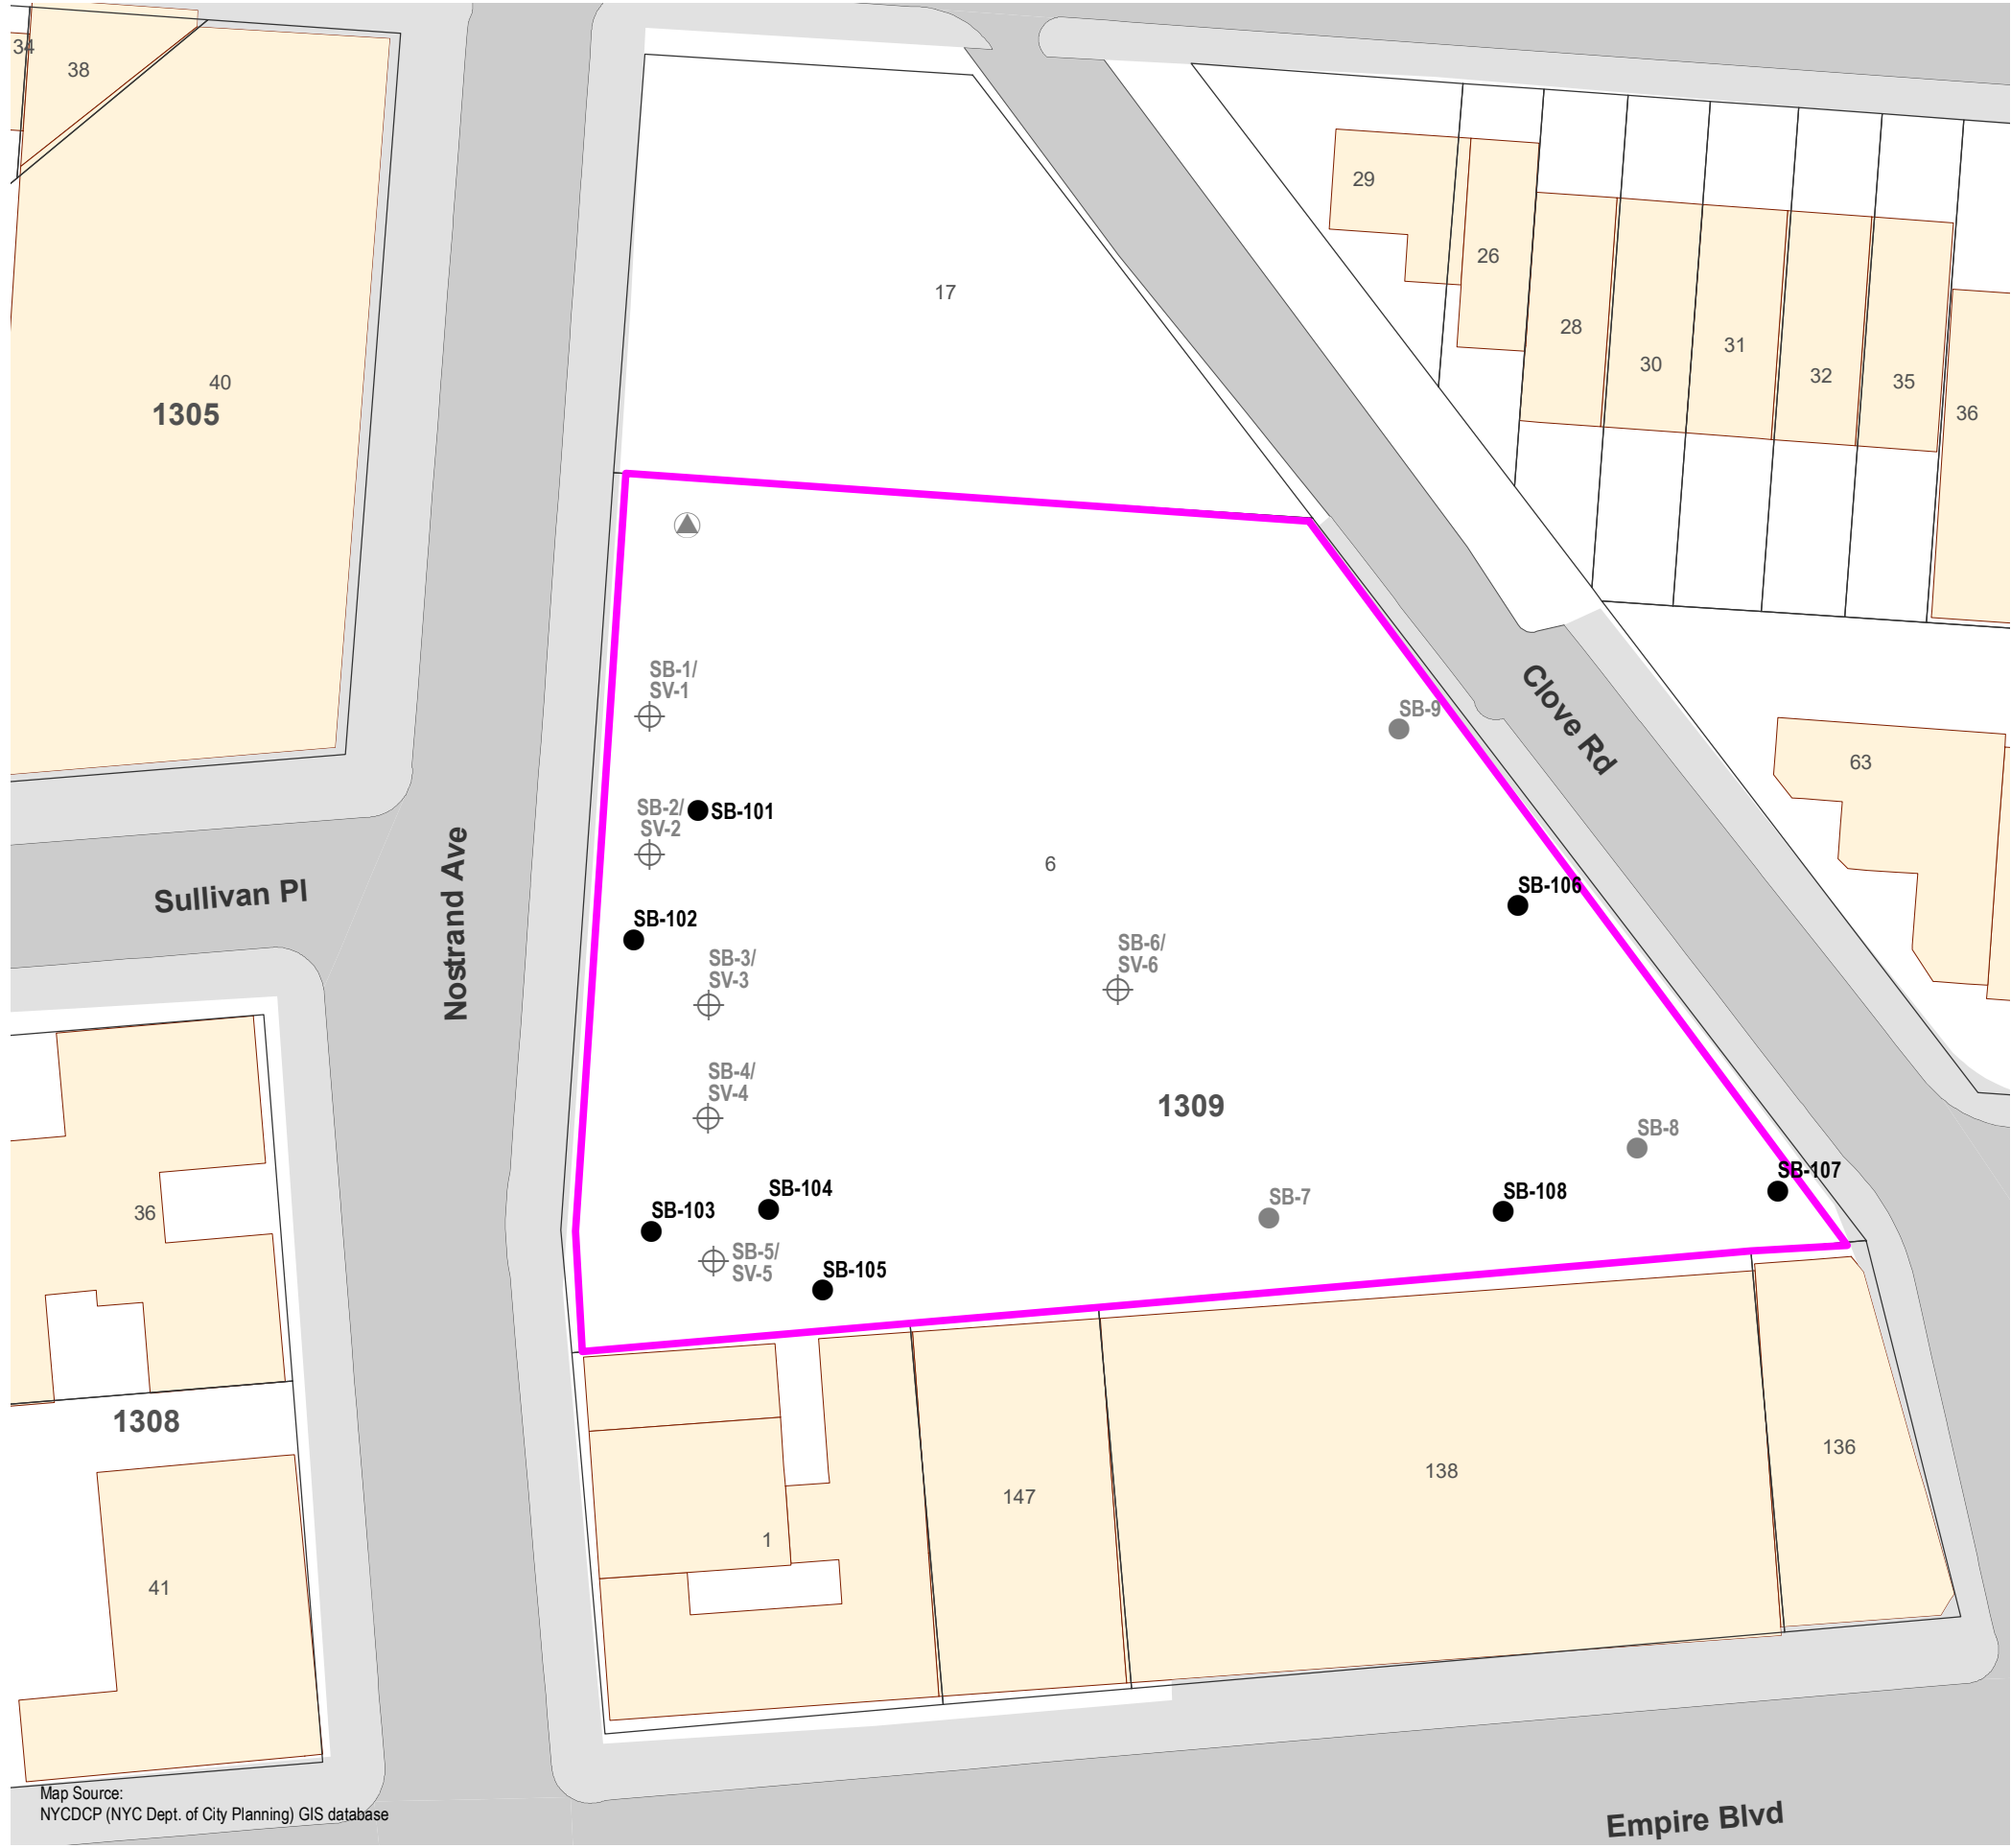 34
38
17
29
26
28
30
31
32
35
36
40
1305
SB-1/
SV-1
SB-9
Clove Rd
63
SB-2/
SV-2
SB-101
Nostrand Ave
Sullivan Pl
6
SB-106
SB-102
SB-3/
SV-3
SB-6/
SV-6
SB-4/
SV-4
1309
SB-8
SB-107
SB-104
SB-108
SB-7
SB-103
36
SB-5/
SV-5
SB-105
1308
136
138
147
1
41
Map Source:
NYCDCP (NYC Dept. of City Planning) GIS database
Empire Blvd